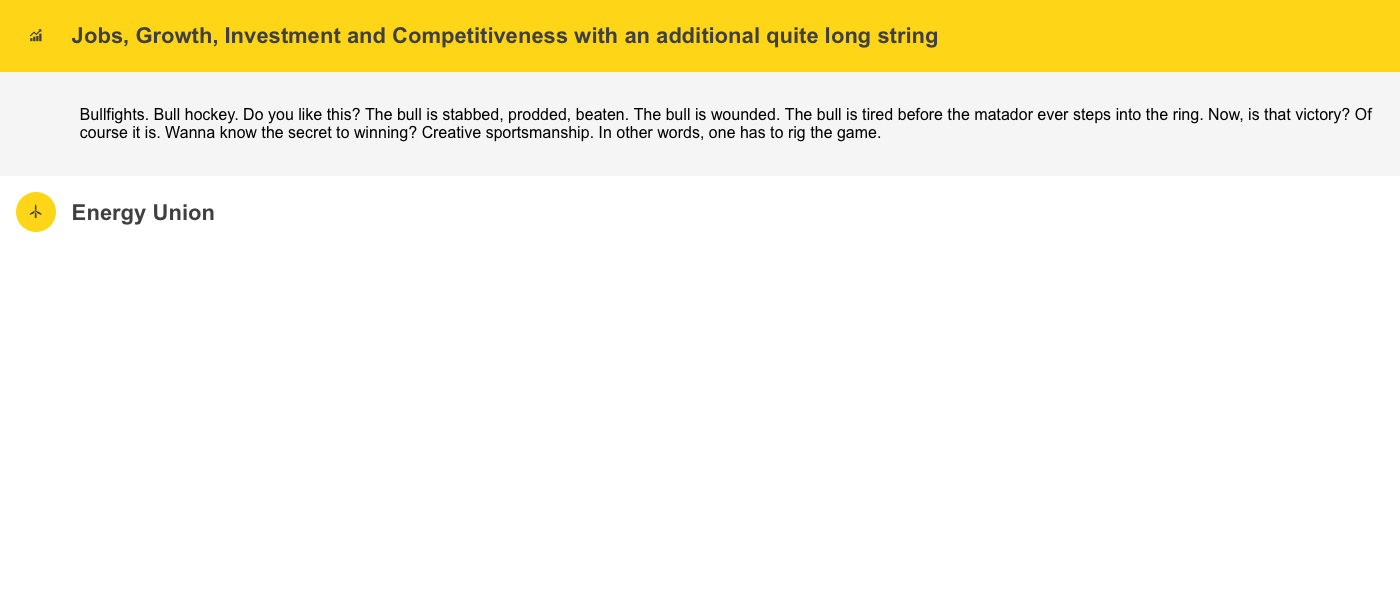 Jobs, Growth, Investment and Competitiveness with an additional quite long string
Bullfights. Bull hockey. Do you like this? The bull is stabbed, prodded, beaten. The bull is wounded. The bull is tired before the matador ever steps into the ring. Now, is that victory? Of
course it is. Wanna know the secret to winning? Creative sportsmanship. In other words, one has to rig the game.
Energy Union